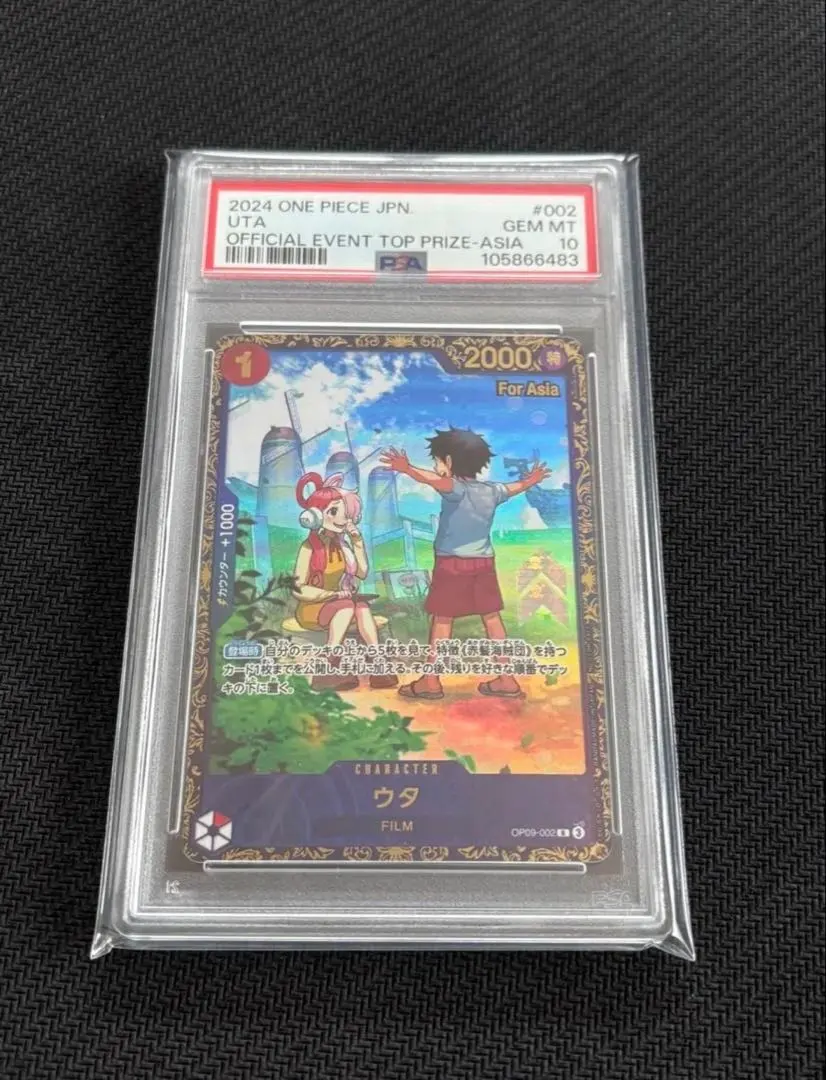 2024 ONE PIECE JPN. #002
UTA GEM MT
OFFICIAL EVENT TOP PRIZE-ASIA 10
PSA 105866483
1 2000 特
For Asia
カウンター +1000
登場時 自分のデッキの上から5枚を見て、特徴《赤髪海賊団》を持つ
カード1枚までを公開し、手札に加える。その後、残りを好きな順番でデッ
キの下に置く。
CHARACTER
ウタ
FILM
OP09-002 R 3